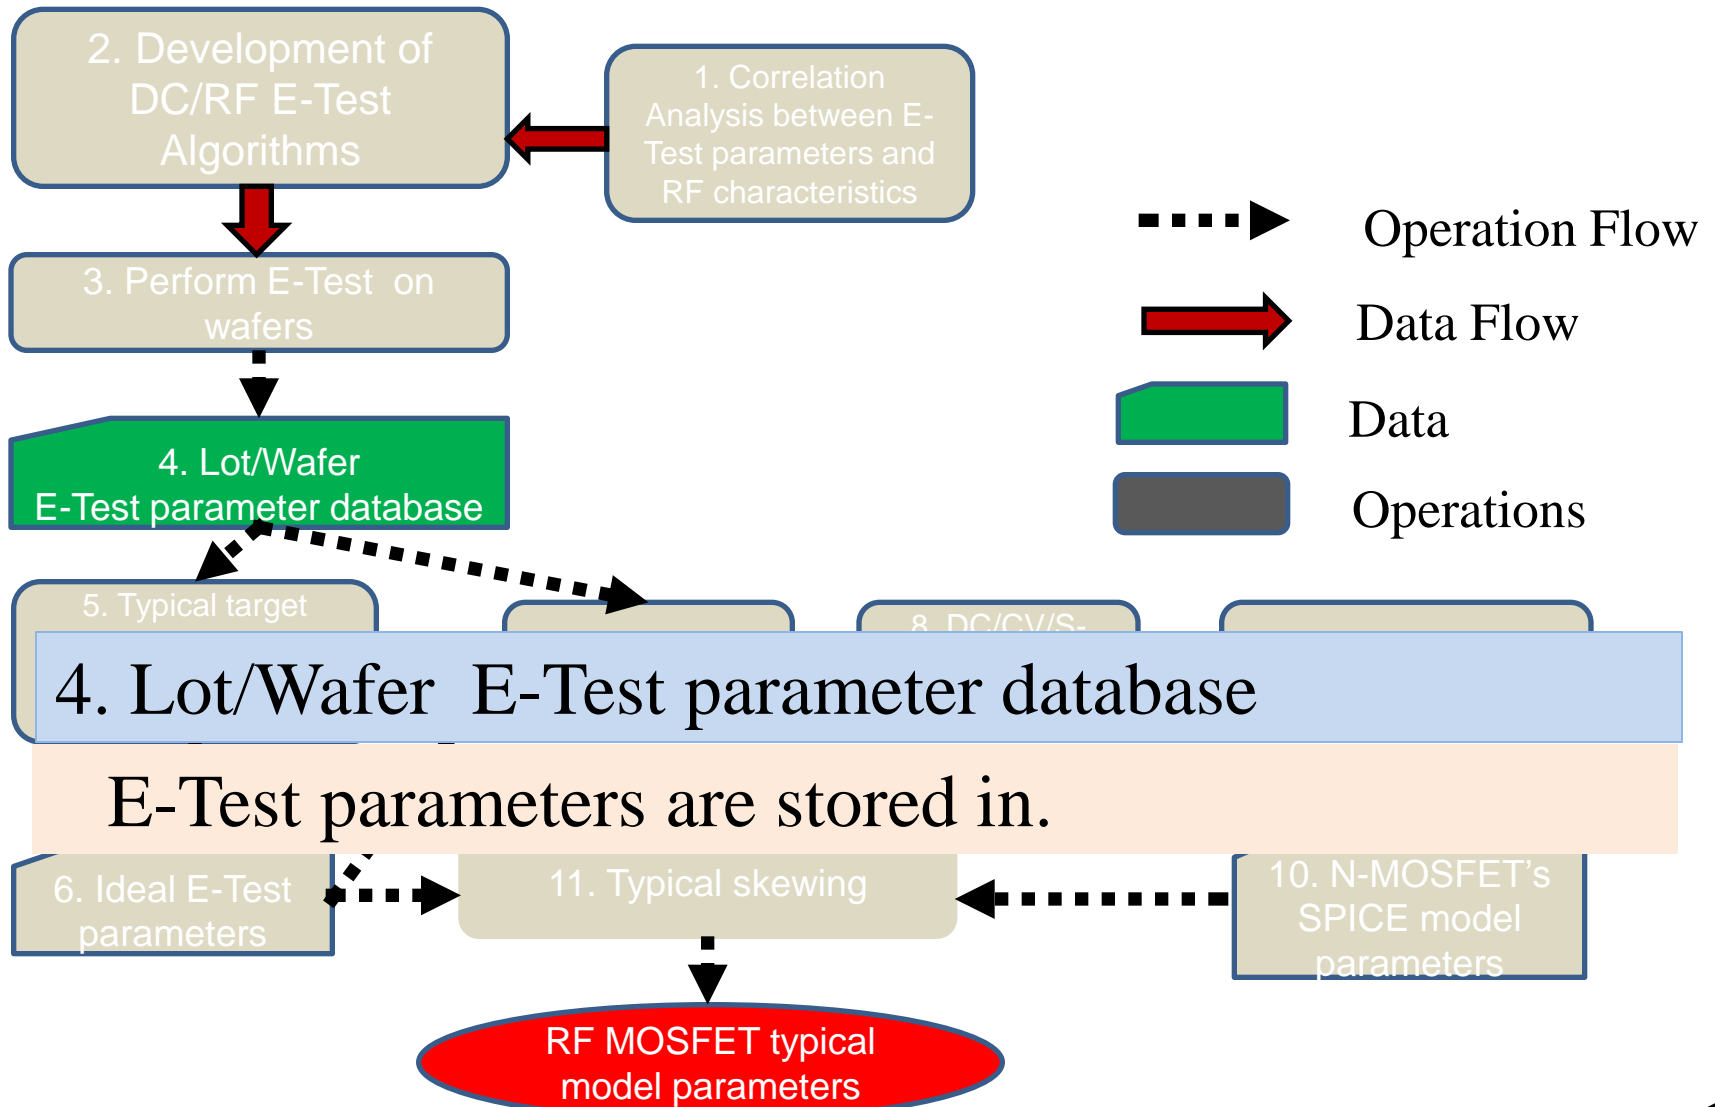 2. Development of
DC/RF E-Test
Algorithms
1. Correlation
Analysis between E-
Test parameters and
RF characteristics
3. Perform E-Test on
wafers
4. Lot/Wafer
E-Test parameter database
Operation Flow
Data Flow
Data
Operations
5. Typical target
8. DC/CV/S-
4. Lot/Wafer E-Test parameter database
E-Test parameters are stored in.
6. Ideal E-Test
parameters
11. Typical skewing
10. N-MOSFET’s
SPICE model
parameters
RF MOSFET typical
model parameters